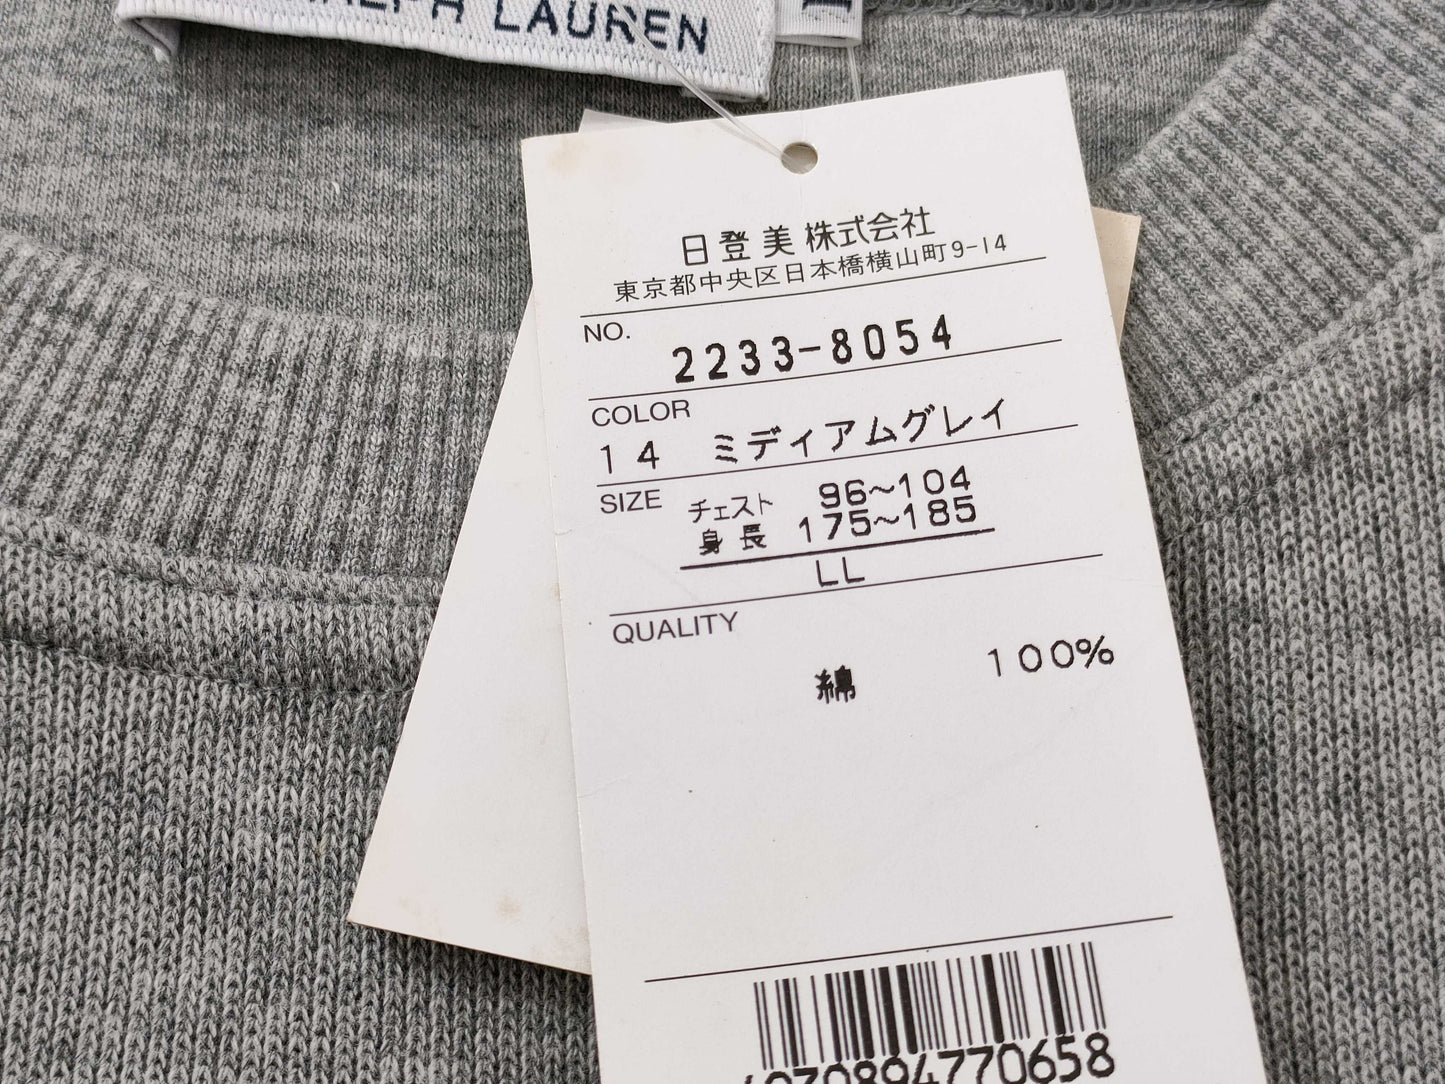 LAUREN
日登美株式会社
東京都中央区日本橋横山町9-14
NO.
2233-8054
COLOR
14 ミディアムグレイ
SIZE チェスト 96~104
身長 175~185
LL
QUALITY
綿 100%